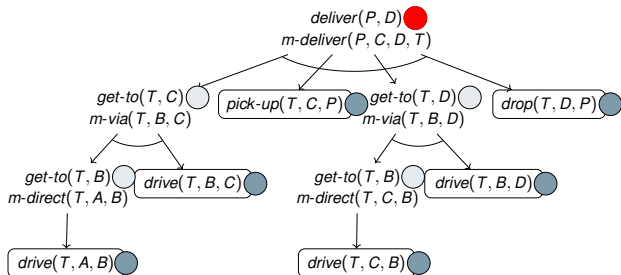 deliver(P, D)
m-deliver(P, C, D, T)
get-to(T, C)
m-via(T, B, C)
pick-up(T, C, P)
get-to(T, D)
m-via(T, B, D)
drop(T, D, P)
get-to(T, B)
m-direct(T, A, B)
drive(T, B, C)
get-to(T, B)
m-direct(T, C, B)
drive(T, B, D)
drive(T, A, B)
drive(T, C, B)